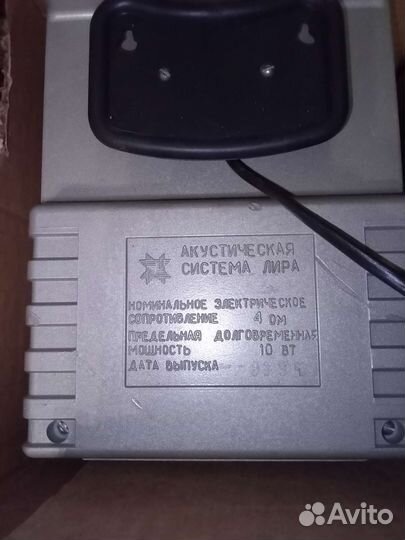 АКУСТИЧЕСКАЯ
СИСТЕМА ЛИРА
НОМИНАЛЬНОЕ ЭЛЕКТРИЧЕСКОЕ
СОПРОТИВЛЕНИЕ 4 ОМ
ПРЕДЕЛЬНАЯ ДОЛГОВРЕМЕННАЯ
МОЩНОСТЬ 10 ВТ
ДАТА ВЫПУСКА
Avito